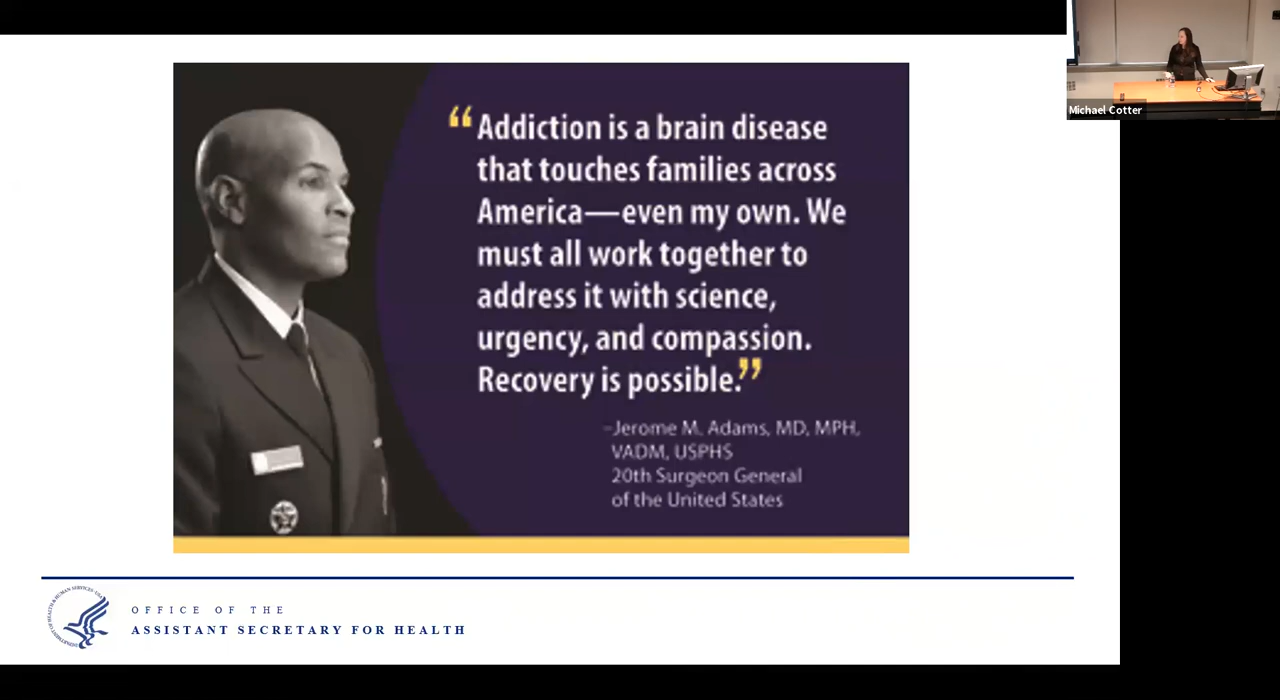 “Addiction is a brain disease
that touches families across
America—even my own. We
must all work together to
address it with science,
urgency, and compassion.
Recovery is possible.”
–Jerome M. Adams, MD, MPH,
VADM, USPHS
20th Surgeon General
of the United States
OFFICE OF THE
ASSISTANT SECRETARY FOR HEALTH
Michael Cotter